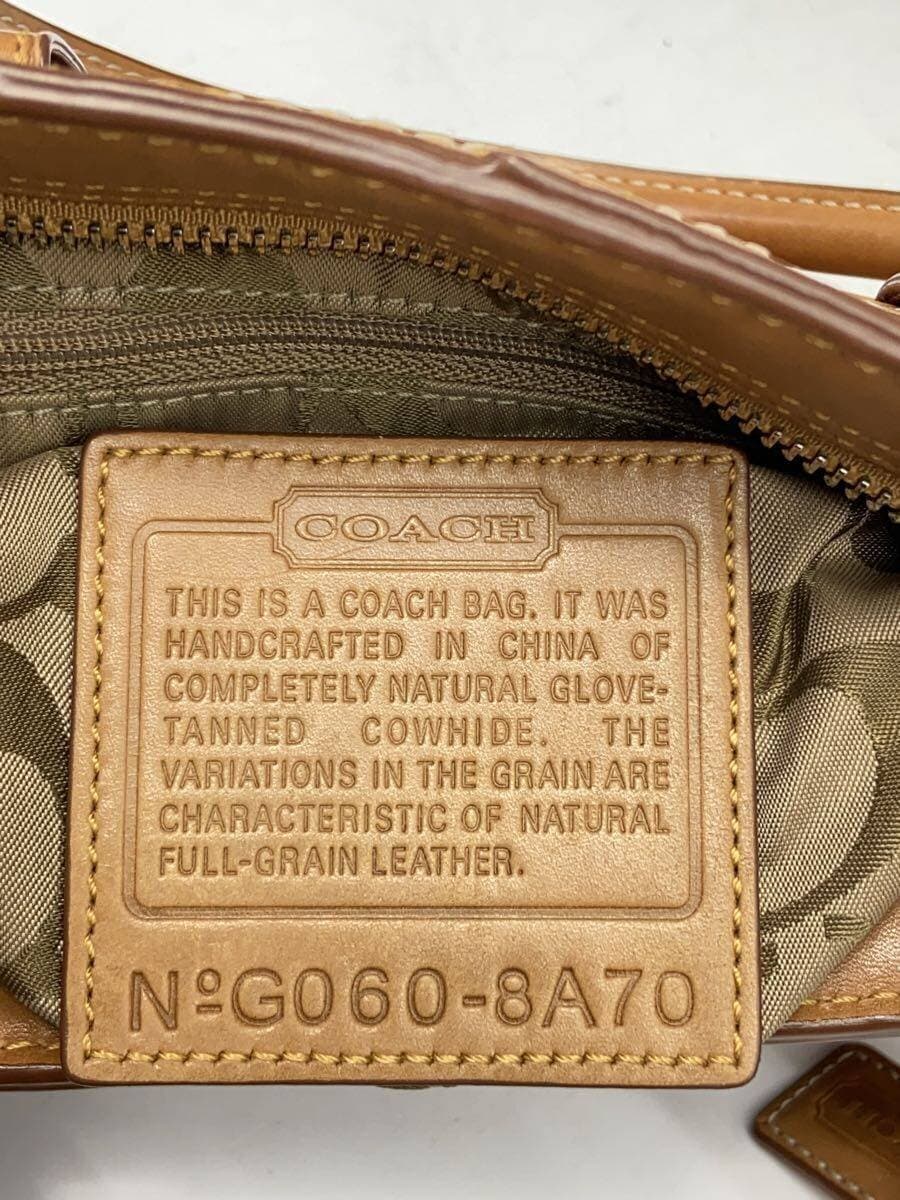 COACH
THIS IS A COACH BAG. IT WAS
HANDCRAFTED IN CHINA OF
COMPLETELY NATURAL GLOVE-
TANNED COWHIDE. THE
VARIATIONS IN THE GRAIN ARE
CHARACTERISTIC OF NATURAL
FULL-GRAIN LEATHER.
NºG060-8A70